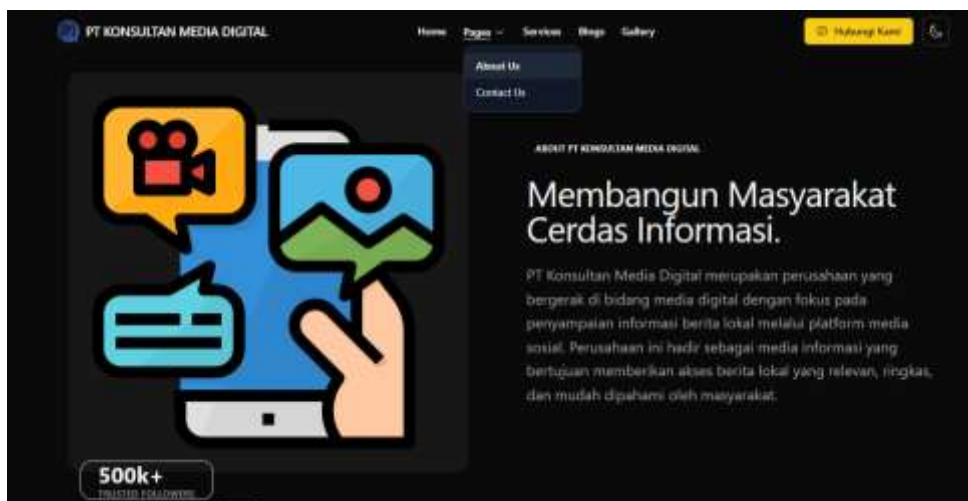 PT KONSULTAN MEDIA DIGITAL
Home Pages Services Blogs Gallery
Hubungi Kami
About Us
Contact Us
ABOUT PT KONSULTAN MEDIA DIGITAL
Membangun Masyarakat
Cerdas Informasi.
PT Konsultan Media Digital merupakan perusahaan yang
bergerak di bidang media digital dengan fokus pada
penyampaian informasi berita lokal melalui platform media
sosial. Perusahaan ini hadir sebagai media informasi yang
bertujuan memberikan akses berita lokal yang relevan, ringkas,
dan mudah dipahami oleh masyarakat.
500k+
TRUSTED FOLLOWERS